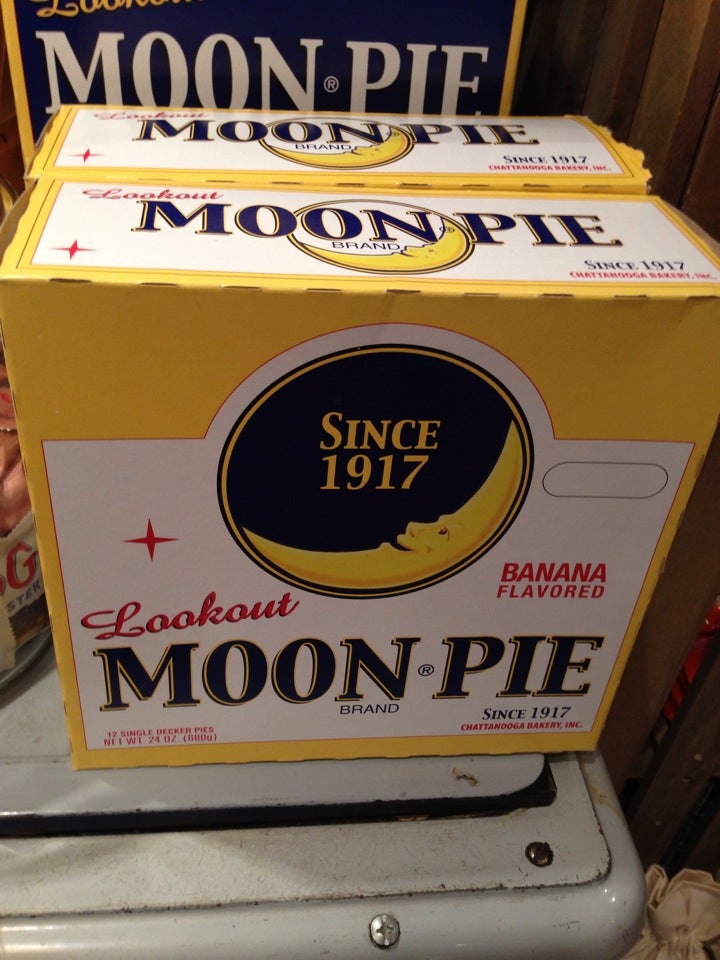 Lookout
MOON® PIE
Lookout
MOON® PIE
BRAND
SINCE 1917
CHATTANOOGA BAKERY, INC.
Lookout
MOON® PIE
BRAND
SINCE 1917
CHATTANOOGA BAKERY, INC.
SINCE
1917
BANANA
FLAVORED
Lookout
MOON® PIE
BRAND
SINCE 1917
CHATTANOOGA BAKERY, INC.
12 SINGLE DECKER PIES
NET WT. 24 OZ. (680g)